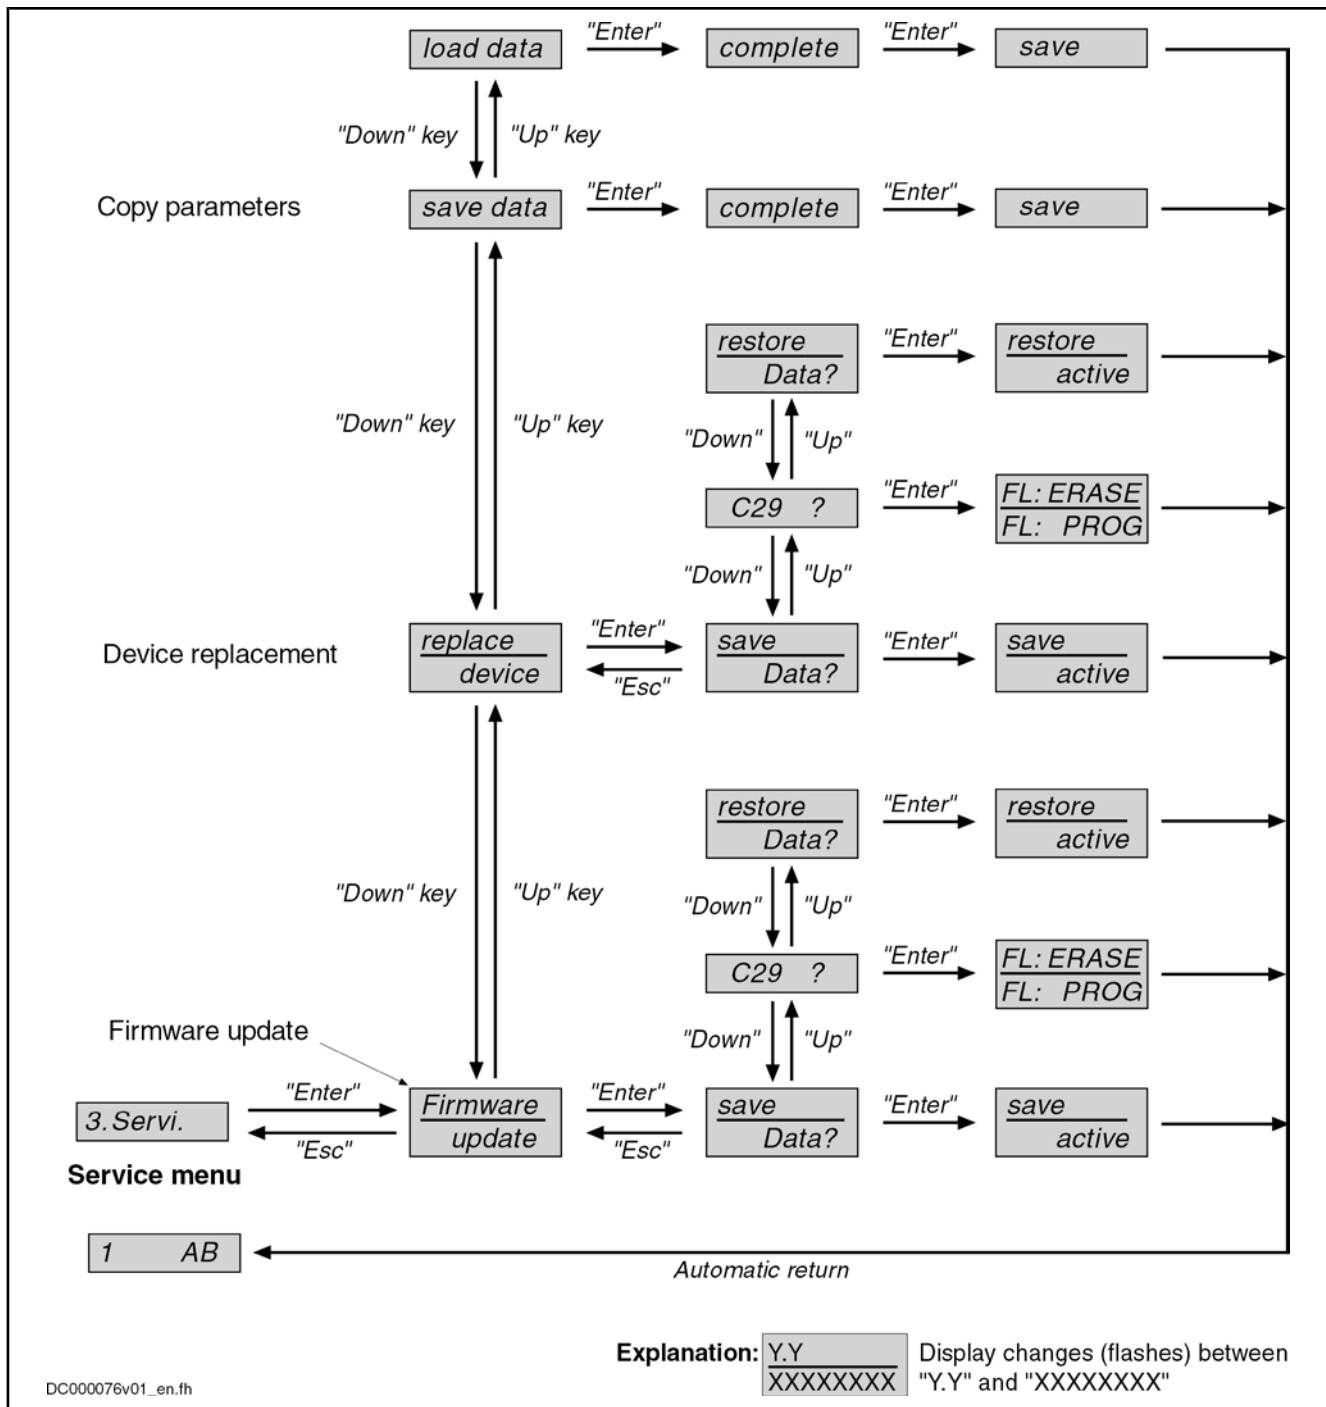 load data "Enter" complete "Enter" save
"Down" key "Up" key
Copy parameters save data "Enter" complete "Enter" save
restore Data? "Enter" restore active
"Down" key "Up" key "Down" "Up"
C29 ? "Enter" FL: ERASE FL: PROG
"Down" "Up"
Device replacement replace device "Enter" "Esc" save Data? "Enter" save active
restore Data? "Enter" restore active
"Down" key "Up" key "Down" "Up"
C29 ? "Enter" FL: ERASE FL: PROG
Firmware update "Down" "Up"
3. Servi. "Enter" "Esc" Firmware update "Enter" "Esc" save Data? "Enter" save active
Service menu
1 AB
Automatic return
Explanation: Y.Y XXXXXXXX Display changes (flashes) between
"Y.Y" and "XXXXXXXX"
DC000076v01_en.fh